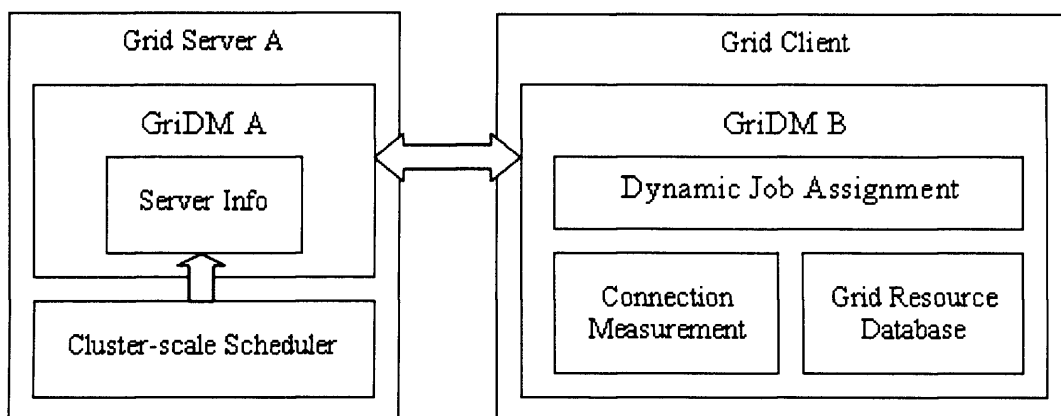 Grid Server A
GriDM A
Server Info
Cluster-scale Scheduler
Grid Client
GriDM B
Dynamic Job Assignment
Connection
Measurement
Grid Resource
Database